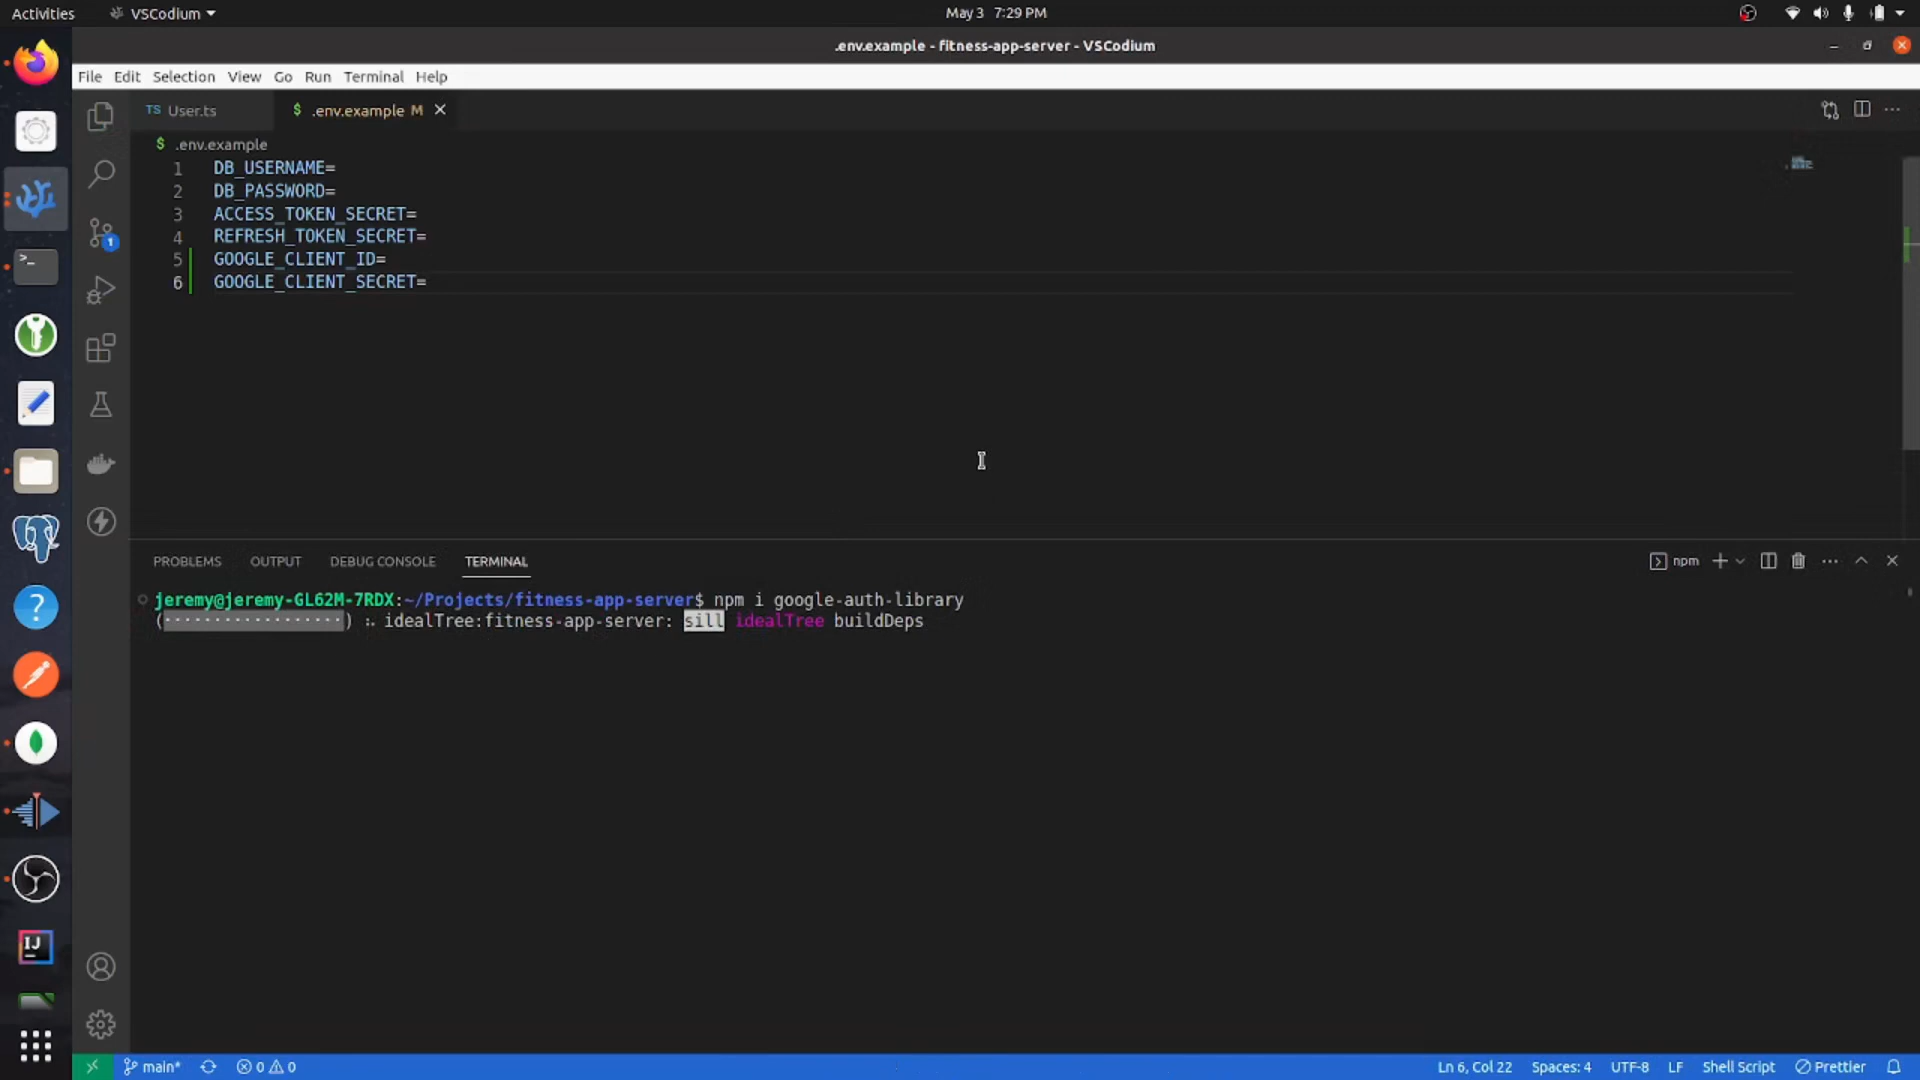 Activities VSCodium May 3 7:29 PM
.env.example - fitness-app-server - VSCodium
File Edit Selection View Go Run Terminal Help
TS User.ts $ .env.example M
$ .env.example
1 DB_USERNAME=
2 DB_PASSWORD=
3 ACCESS_TOKEN_SECRET=
4 REFRESH_TOKEN_SECRET=
5 GOOGLE_CLIENT_ID=
6 GOOGLE_CLIENT_SECRET=
1
PROBLEMS OUTPUT DEBUG CONSOLE TERMINAL npm
jeremy@jeremy-GL62M-7RDX:~/Projects/fitness-app-server$ npm i google-auth-library
(··················) ⠦ idealTree:fitness-app-server: sill idealTree buildDeps
IJ
main* 0 0 Ln 6, Col 22 Spaces: 4 UTF-8 LF Shell Script Prettier